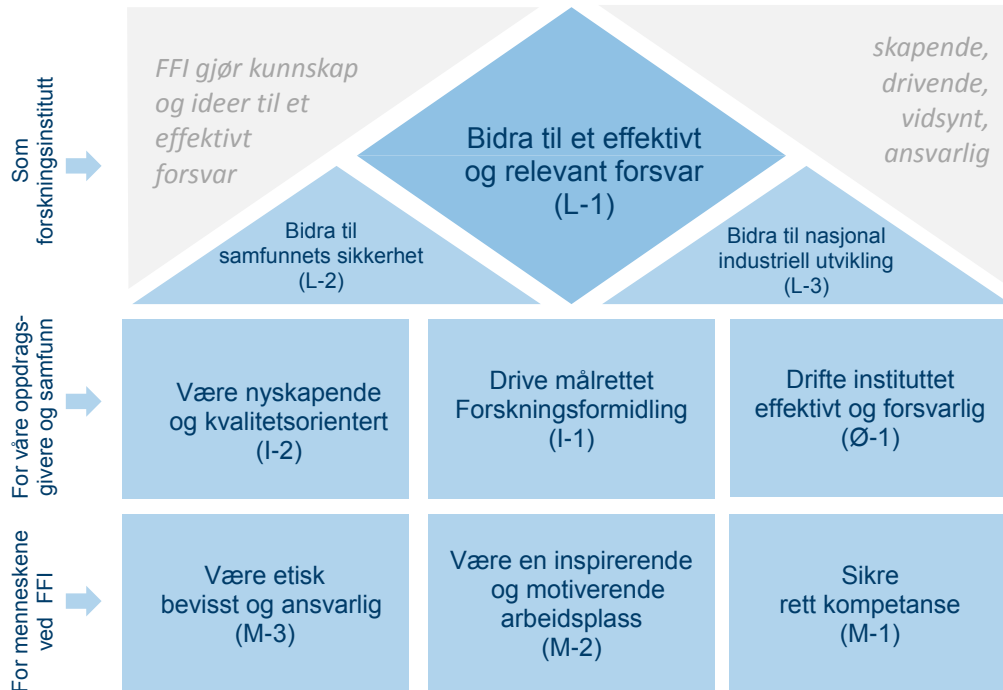 Som
forskningsinstitutt
FFI gjør kunnskap
og ideer til et
effektivt
forsvar
skapende,
drivende,
vidsynt,
ansvarlig
Bidra til et effektivt
og relevant forsvar
(L-1)
Bidra til
samfunnets sikkerhet
(L-2)
Bidra til nasjonal
industriell utvikling
(L-3)
For våre oppdrags-
givere og samfunn
Være nyskapende
og kvalitetsorientert
(I-2)
Drive målrettet
Forskningsformidling
(I-1)
Drifte instituttet
effektivt og forsvarlig
(Ø-1)
For menneskene
ved FFI
Være etisk
bevisst og ansvarlig
(M-3)
Være en inspirerende
og motiverende
arbeidsplass
(M-2)
Sikre
rett kompetanse
(M-1)